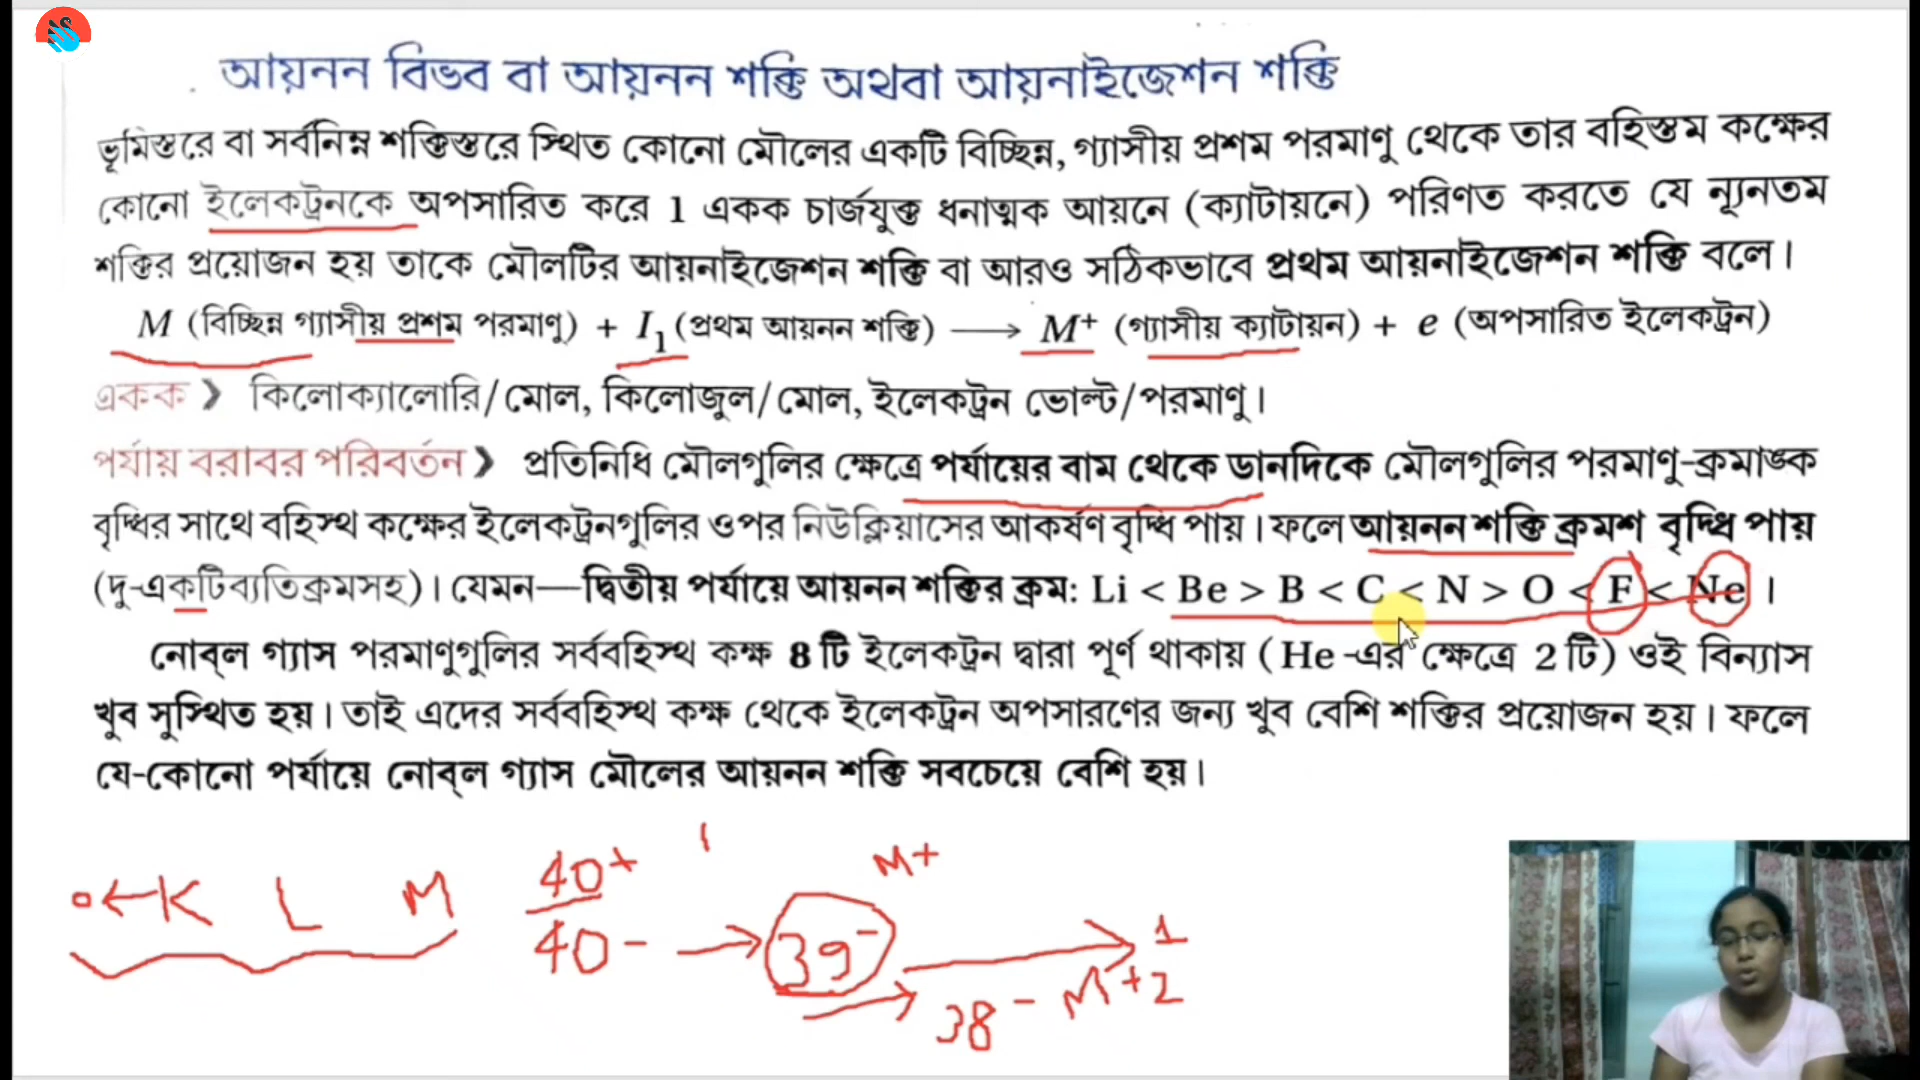 আয়নন বিভব বা আয়নন শক্তি অথবা আয়নাইজেশন শক্তি
ভূমিস্তরে বা সর্বনিম্ন শক্তিস্তরে স্থিত কোনো মৌলের একটি বিচ্ছিন্ন, গ্যাসীয় প্রশম পরমাণু থেকে তার বহিস্তম কক্ষের
কোনো ইলেকট্রনকে অপসারিত করে 1 একক চার্জযুক্ত ধনাত্মক আয়নে (ক্যাটায়নে) পরিণত করতে যে ন্যূনতম
শক্তির প্রয়োজন হয় তাকে মৌলটির আয়নাইজেশন শক্তি বা আরও সঠিকভাবে প্রথম আয়নাইজেশন শক্তি বলে।
M (বিচ্ছিন্ন গ্যাসীয় প্রশম পরমাণু) + I₁ (প্রথম আয়নন শক্তি) ⟶ M⁺ (গ্যাসীয় ক্যাটায়ন) + e (অপসারিত ইলেকট্রন)
একক ❯ কিলোক্যালোরি/মোল, কিলোজুল/মোল, ইলেকট্রন ভোল্ট/পরমাণু।
পর্যায় বরাবর পরিবর্তন ❯ প্রতিনিধি মৌলগুলির ক্ষেত্রে পর্যায়ের বাম থেকে ডানদিকে মৌলগুলির পরমাণু-ক্রমাঙ্ক
বৃদ্ধির সাথে বহিস্থ কক্ষের ইলেকট্রনগুলির ওপর নিউক্লিয়াসের আকর্ষণ বৃদ্ধি পায়। ফলে আয়নন শক্তি ক্রমশ বৃদ্ধি পায়
(দু-একটিব্যতিক্রমসহ)। যেমন—দ্বিতীয় পর্যায়ে আয়নন শক্তির ক্রম: Li < Be > B < C < N > O < F < Ne ।
নোব্‌ল গ্যাস পরমাণুগুলির সর্ববহিস্থ কক্ষ 8 টি ইলেকট্রন দ্বারা পূর্ণ থাকায় (He-এর ক্ষেত্রে 2 টি) ওই বিন্যাস
খুব সুস্থিত হয়। তাই এদের সর্ববহিস্থ কক্ষ থেকে ইলেকট্রন অপসারণের জন্য খুব বেশি শক্তির প্রয়োজন হয়। ফলে
যে-কোনো পর্যায়ে নোব্‌ল গ্যাস মৌলের আয়নন শক্তি সবচেয়ে বেশি হয়।
K L M 40+ M+
40- → 39- → 1
38- M+2